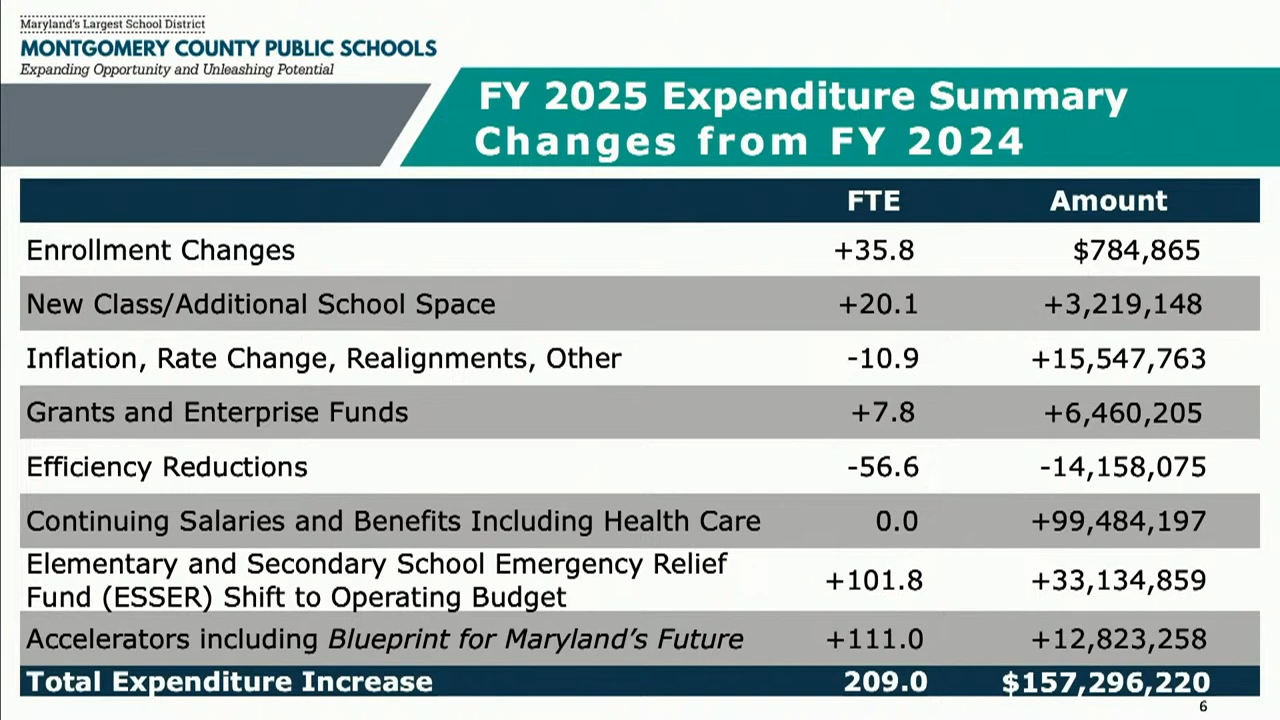 Maryland's Largest School District
MONTGOMERY COUNTY PUBLIC SCHOOLS
Expanding Opportunity and Unleashing Potential
FY 2025 Expenditure Summary
Changes from FY 2024
FTE Amount
Enrollment Changes +35.8 $784,865
New Class/Additional School Space +20.1 +3,219,148
Inflation, Rate Change, Realignments, Other -10.9 +15,547,763
Grants and Enterprise Funds +7.8 +6,460,205
Efficiency Reductions -56.6 -14,158,075
Continuing Salaries and Benefits Including Health Care 0.0 +99,484,197
Elementary and Secondary School Emergency Relief
Fund (ESSER) Shift to Operating Budget +101.8 +33,134,859
Accelerators including Blueprint for Maryland's Future +111.0 +12,823,258
Total Expenditure Increase 209.0 $157,296,220
6